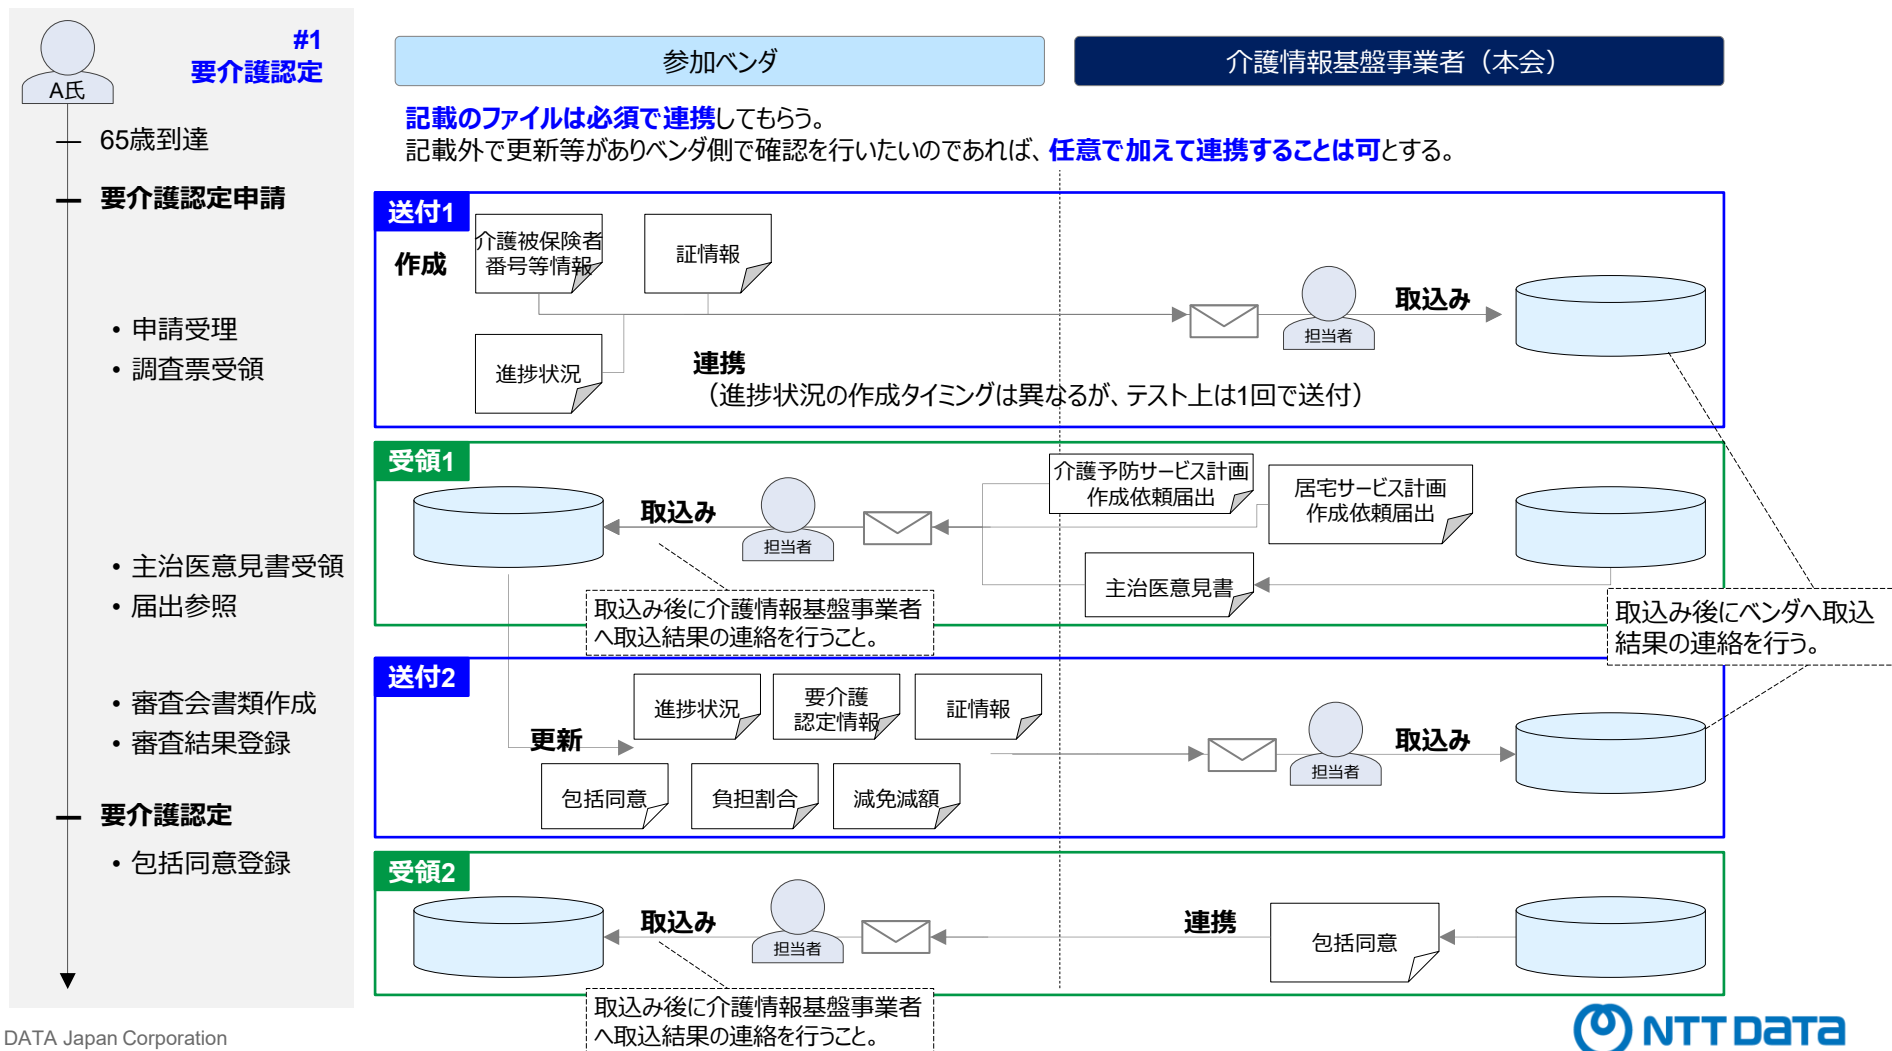 #1
要介護認定
A氏
65歳到達
要介護認定申請
・申請受理
・調査票受領
・主治医意見書受領
・届出参照
・審査会書類作成
・審査結果登録
要介護認定
・包括同意登録
参加ベンダ
介護情報基盤事業者（本会）
記載のファイルは必須で連携してもらう。
記載外で更新等がありベンダ側で確認を行いたいのであれば、任意で加えて連携することは可とする。
送付1
作成
介護被保険者
番号等情報
証情報
進捗状況
連携
（進捗状況の作成タイミングは異なるが、テスト上は1回で送付）
担当者
取込み
受領1
取込み
担当者
介護予防サービス計画
作成依頼届出
居宅サービス計画
作成依頼届出
主治医意見書
取込み後に介護情報基盤事業者
へ取込結果の連絡を行うこと。
取込み後にベンダへ取込
結果の連絡を行う。
送付2
更新
進捗状況
要介護
認定情報
証情報
包括同意
負担割合
減免減額
担当者
取込み
受領2
取込み
担当者
連携
包括同意
取込み後に介護情報基盤事業者
へ取込結果の連絡を行うこと。
DATA Japan Corporation
NTT DATA